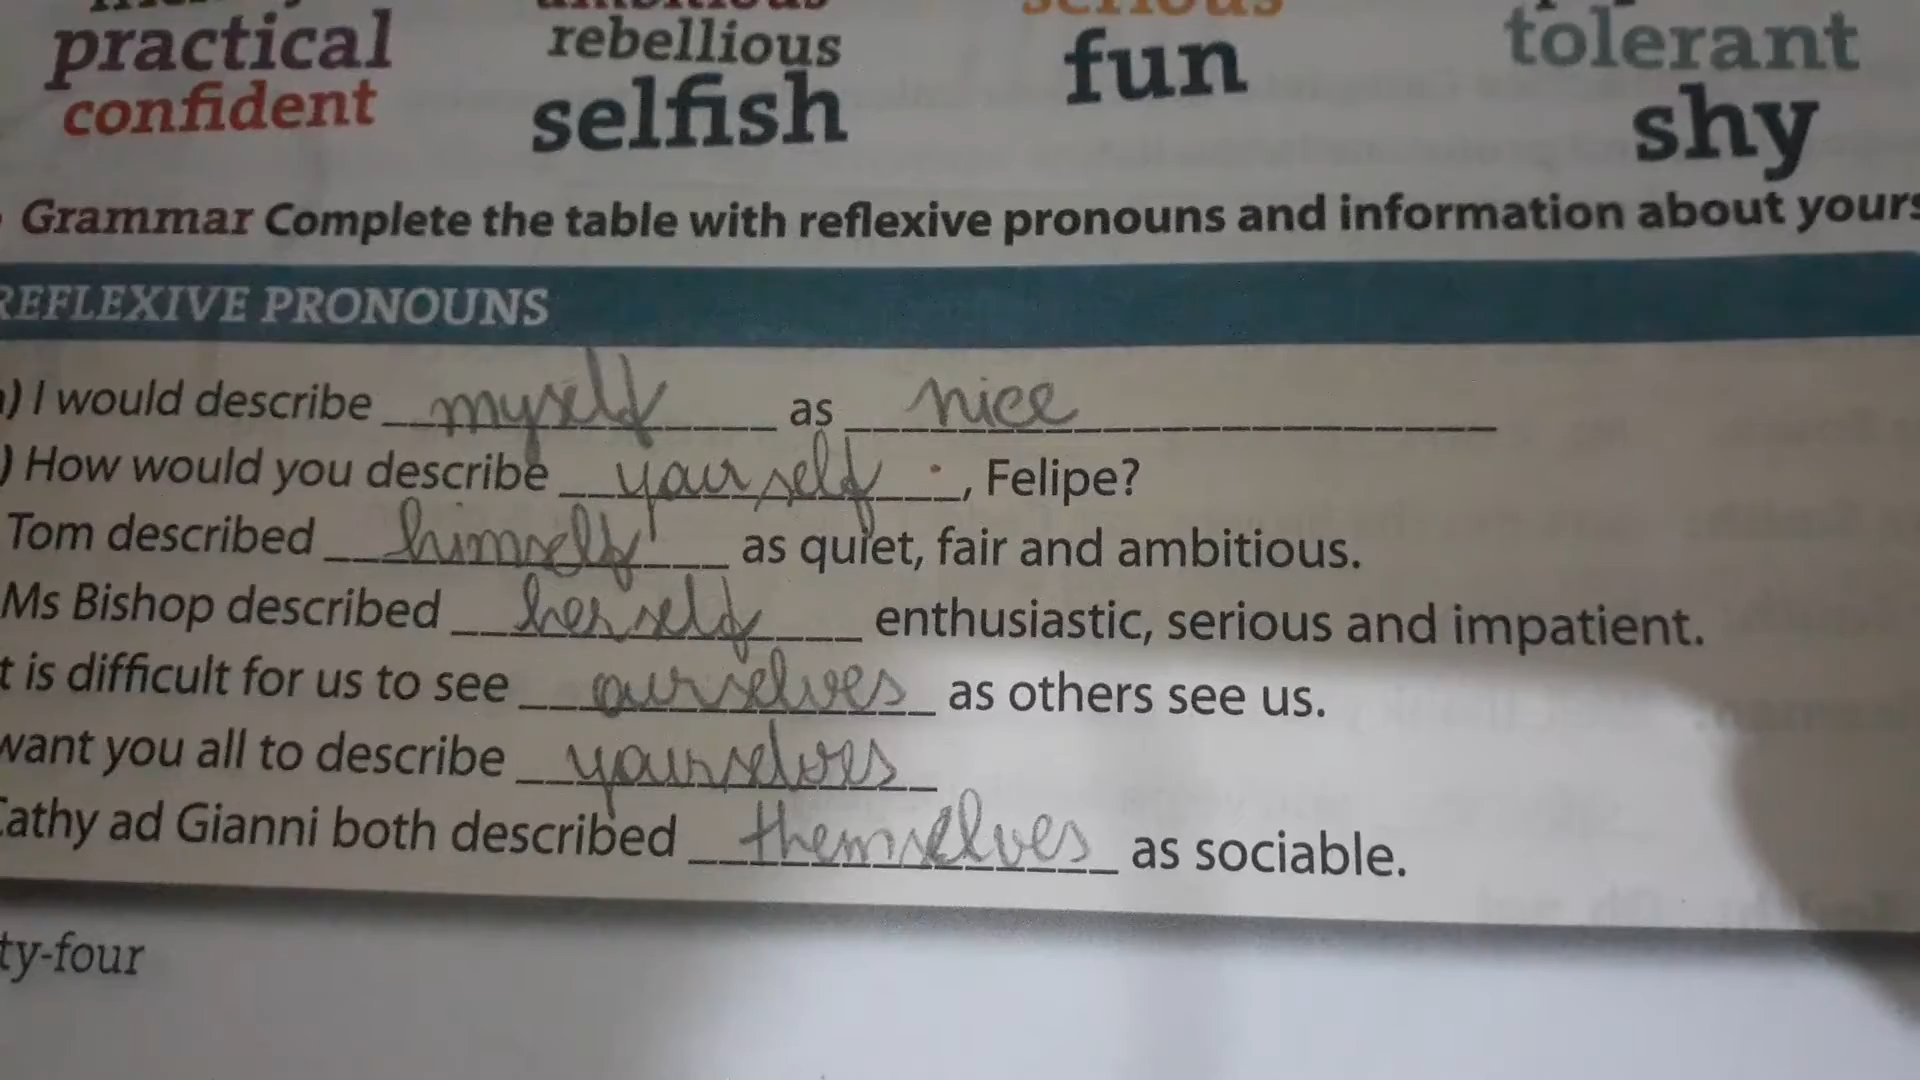 practical
rebellious
fun
tolerant
confident
selfish
shy
Grammar Complete the table with reflexive pronouns and information about yours
REFLEXIVE PRONOUNS
) I would describe myself as nice
) How would you describe yourself, Felipe?
Tom described himself as quiet, fair and ambitious.
Ms Bishop described herself enthusiastic, serious and impatient.
t is difficult for us to see ourselves as others see us.
want you all to describe yourselves
Cathy ad Gianni both described themselves as sociable.
ty-four